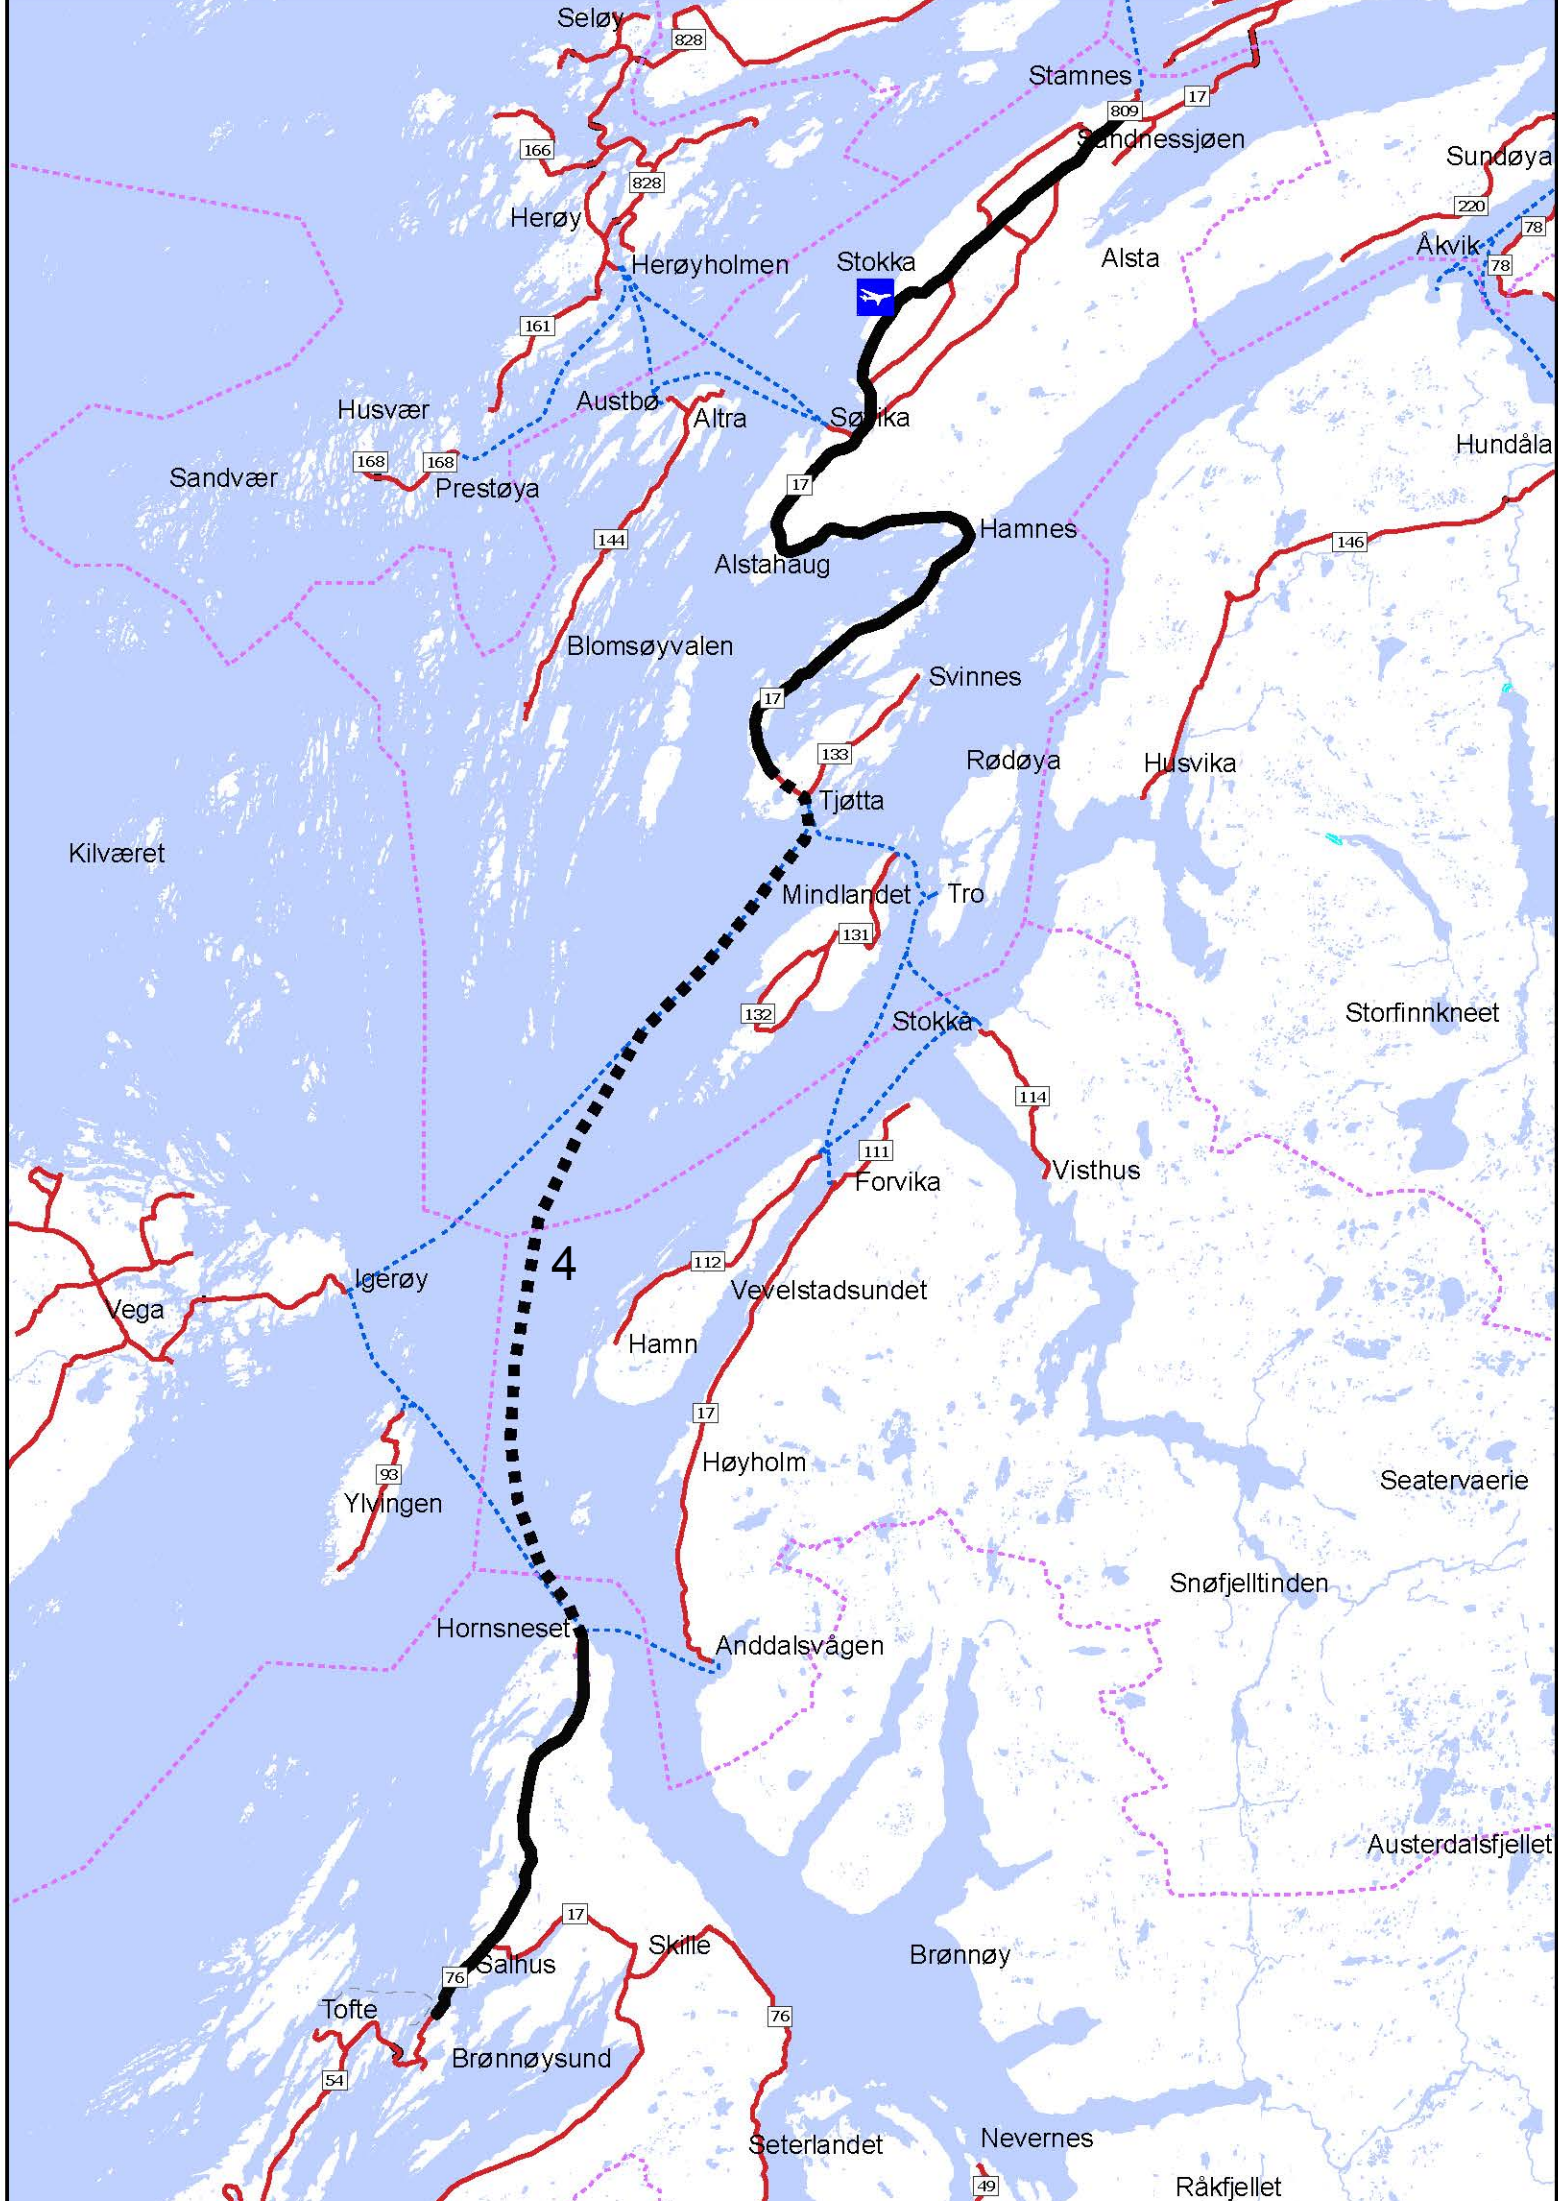 Seløy
828
Stamnes
17
809
Sandnessjøen
166
Sundøya
828
220
Herøy
78
Åkvik
Herøyholmen
Stokka
Alsta
78
161
Austbø
Husvær
Altra
Søvika
Hundåla
168
168
Sandvær
Prestøya
17
Hamnes
144
146
Alstahaug
Blomsøyvalen
Svinnes
17
133
Rødøya
Husvika
Tjøtta
Kilværet
Mindlandet
Tro
131
132
Stokka
Storfinnkneet
114
111
Visthus
Forvika
4
112
Igerøy
Vevelstadsundet
Vega
Hamn
17
Høyholm
93
Seatervaerie
Ylvingen
Snøfjelltinden
Hornsneset
Anddalsvågen
Austerdalsfjellet
17
Skille
Brønnøy
Salhus
76
Tofte
76
Brønnøysund
54
Seterlandet
Nevernes
49
Råkfjellet